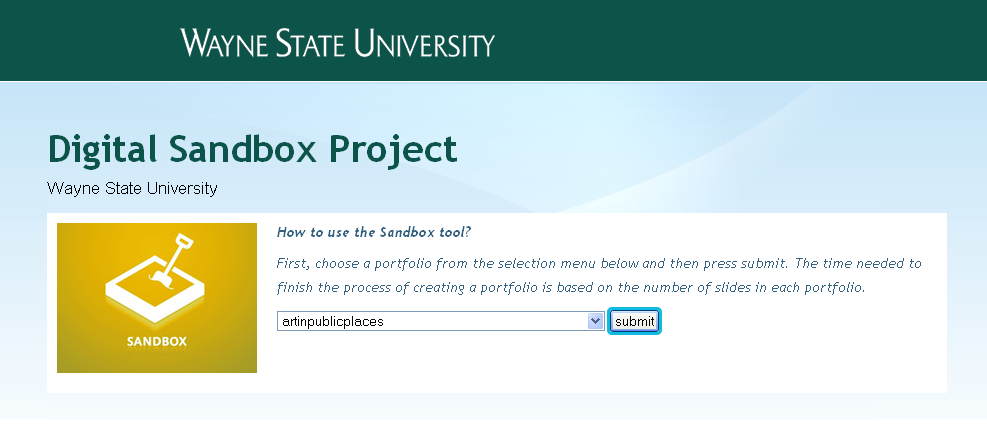 WAYNE STATE UNIVERSITY
Digital Sandbox Project
Wayne State University
SANDBOX
How to use the Sandbox tool?
First, choose a portfolio from the selection menu below and then press submit. The time needed to
finish the process of creating a portfolio is based on the number of slides in each portfolio.
artinpublicplaces submit